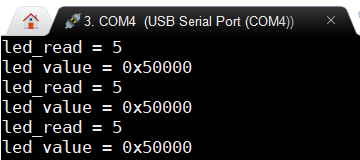 3. COM4 (USB Serial Port (COM4))
led_read = 5
led value = 0x50000
led_read = 5
led value = 0x50000
led_read = 5
led value = 0x50000